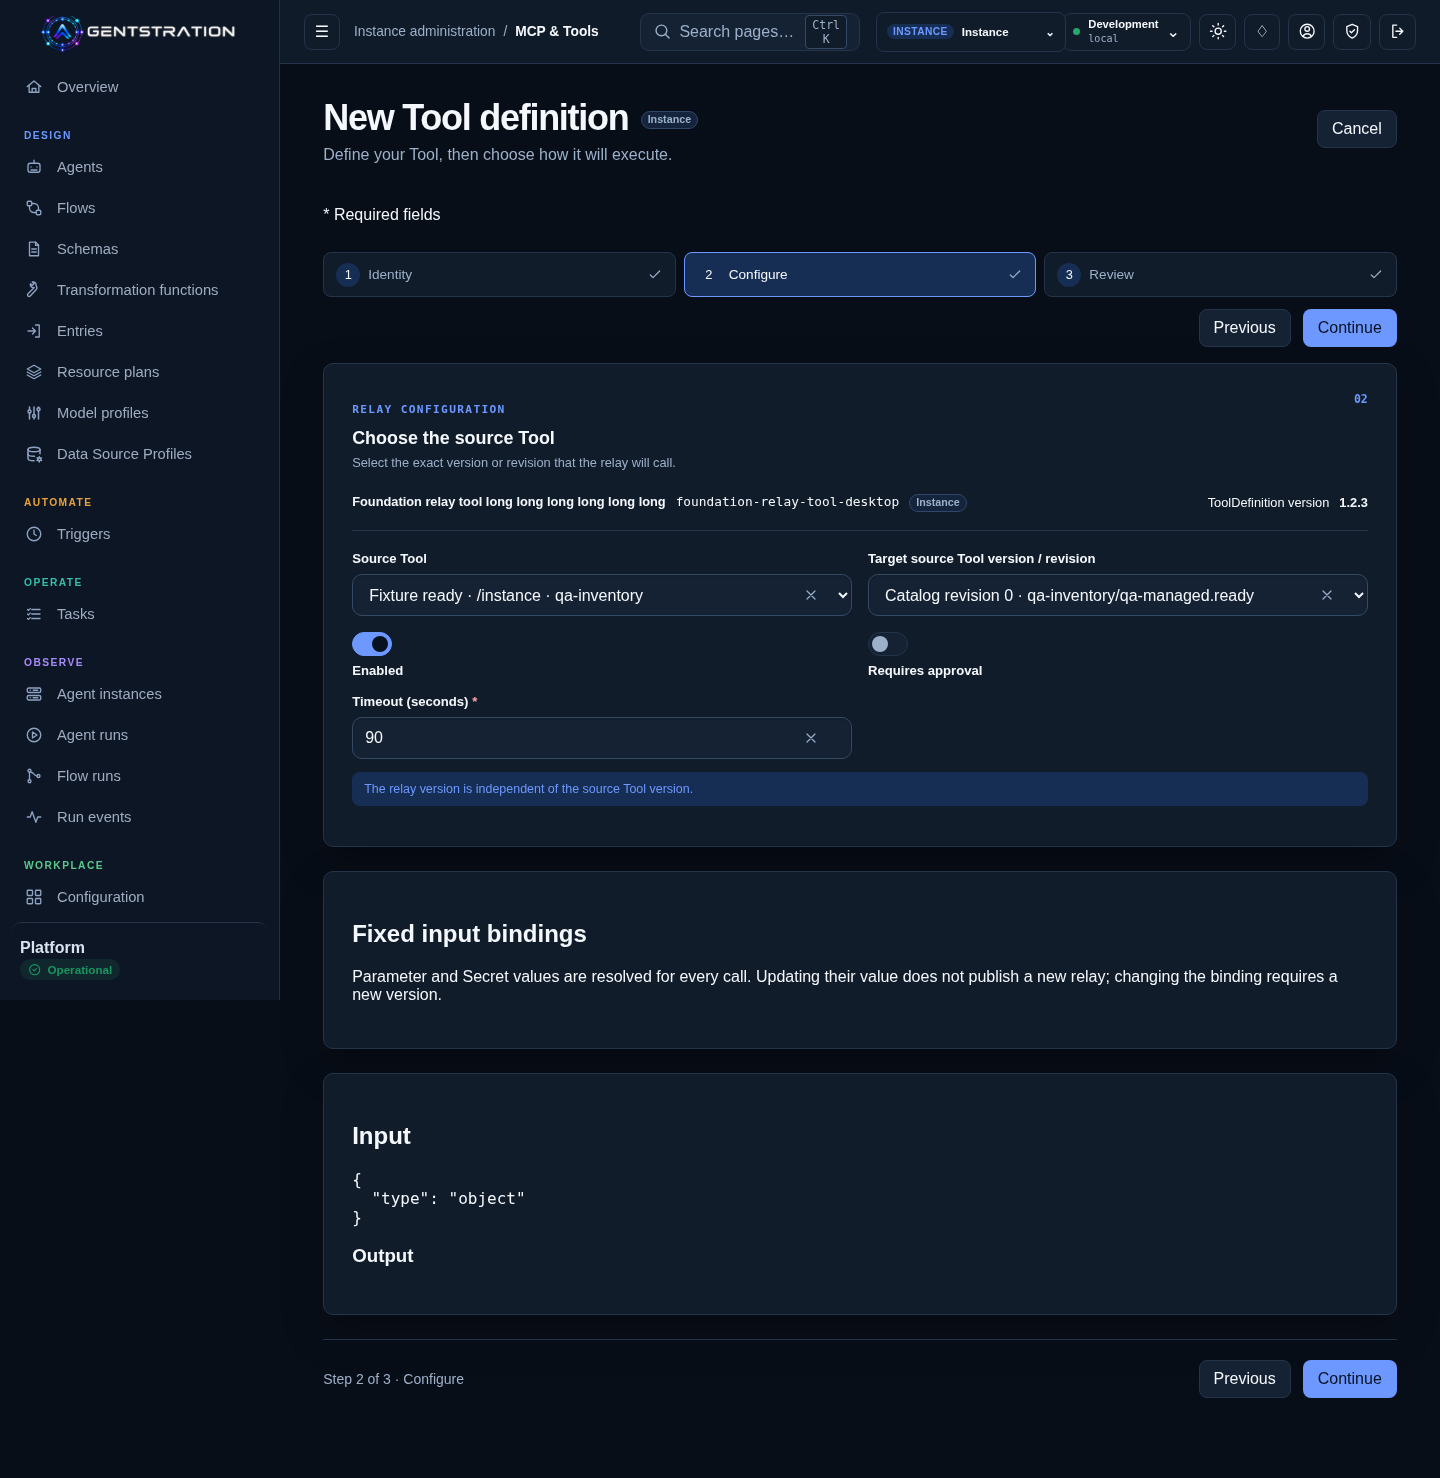 GENTSTRATION
Overview
DESIGN
Agents
Flows
Schemas
Transformation functions
Entries
Resource plans
Model profiles
Data Source Profiles
AUTOMATE
Triggers
OPERATE
Tasks
OBSERVE
Agent instances
Agent runs
Flow runs
Run events
WORKPLACE
Configuration
Platform
Operational
Instance administration / MCP & Tools
Search pages… Ctrl K
INSTANCE Instance
Development
local
New Tool definition Instance
Define your Tool, then choose how it will execute.
Cancel
* Required fields
1 Identity
2 Configure
3 Review
Previous Continue
RELAY CONFIGURATION 02
Choose the source Tool
Select the exact version or revision that the relay will call.
Foundation relay tool long long long long long long long foundation-relay-tool-desktop Instance ToolDefinition version 1.2.3
Source Tool
Fixture ready · /instance · qa-inventory
Target source Tool version / revision
Catalog revision 0 · qa-inventory/qa-managed.ready
Enabled
Requires approval
Timeout (seconds) *
90
The relay version is independent of the source Tool version.
Fixed input bindings
Parameter and Secret values are resolved for every call. Updating their value does not publish a new relay; changing the binding requires a
new version.
Input
{
"type": "object"
}
Output
Step 2 of 3 · Configure
Previous Continue